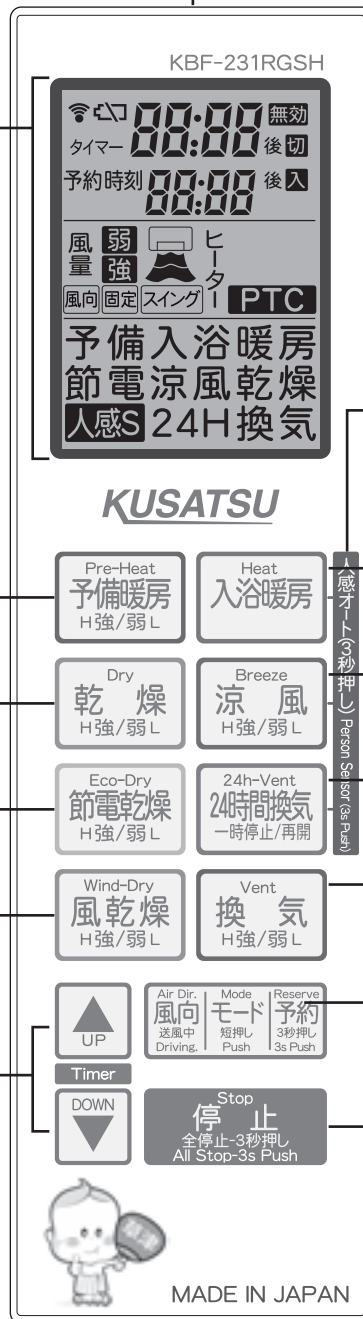 KBF-231RGSH
88:88 無効
タイマー 後 切
予約時刻 88:88 後 入
風量 弱 強 ヒーター
風向 固定 スイング PTC
予備入浴暖房
節電涼風乾燥
人感S 24H換気
KUSATSU
Pre-Heat
予備暖房
H強/弱L
Heat
入浴暖房
人感オート(3秒押し) Person Sensor (3s Push)
Dry
乾 燥
H強/弱L
Breeze
涼 風
H強/弱L
Eco-Dry
節電乾燥
H強/弱L
24h-Vent
24時間換気
一時停止/再開
Wind-Dry
風乾燥
H強/弱L
Vent
換 気
H強/弱L
UP
Timer
DOWN
Air Dir.
風向
送風中
Driving.
Mode
モード
短押し
Push
Reserve
予約
3秒押し
3s Push
Stop
停 止
全停止-3秒押し
All Stop-3s Push
MADE IN JAPAN